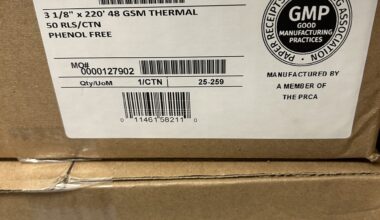 3 1/8" x 220' 48 GSM THERMAL
50 RLS/CTN
PHENOL FREE
MO#
0000127902
Qty/UoM 1/CTN 25-259
0 11461 58211 0
PAPER RECEIPTS ASSOCIATION
GMP
GOOD
MANUFACTURING
PRACTICES
MANUFACTURED BY
A MEMBER OF
THE PRCA